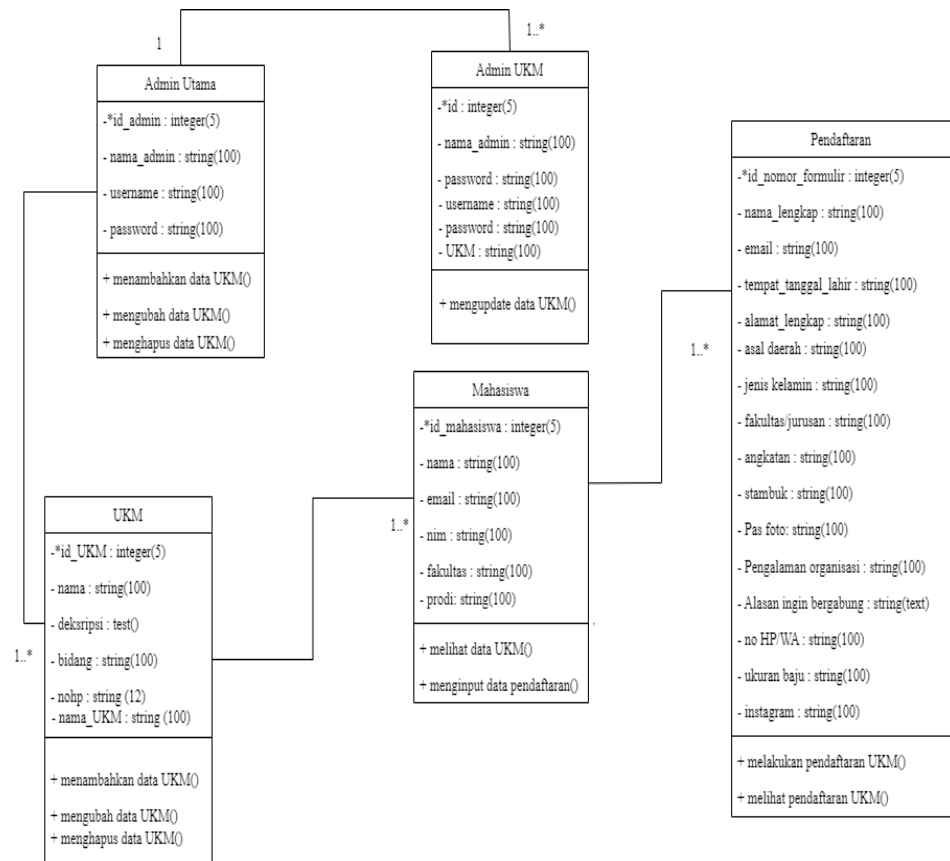 1
1..*
Admin Utama
-*id_admin : integer(5)
- nama_admin : string(100)
- username : string(100)
- password : string(100)
+ menambahkan data UKM()
+ mengubah data UKM()
+ menghapus data UKM()
Admin UKM
-*id : integer(5)
- nama_admin : string(100)
- password : string(100)
- username : string(100)
- password : string(100)
- UKM : string(100)
+ mengupdate data UKM()
Pendaftaran
-*id_nomor_formulir : integer(5)
- nama_lengkap : string(100)
- email : string(100)
- tempat_tanggal_lahir : string(100)
- alamat_lengkap : string(100)
- asal daerah : string(100)
- jenis kelamin : string(100)
- fakultas/jurusan : string(100)
- angkatan : string(100)
- stambuk : string(100)
- Pas foto: string(100)
- Pengalaman organisasi : string(100)
- Alasan ingin bergabung : string(text)
- no HP/WA : string(100)
- ukuran baju : string(100)
- instagram : string(100)
+ melakukan pendaftaran UKM()
+ melihat pendaftaran UKM()
1..*
Mahasiswa
-*id_mahasiswa : integer(5)
- nama : string(100)
- email : string(100)
- nim : string(100)
- fakultas : string(100)
- prodi: string(100)
+ melihat data UKM()
+ menginput data pendaftaran()
1..*
UKM
-*id_UKM : integer(5)
- nama : string(100)
- deksripsi : test()
- bidang : string(100)
- nohp : string (12)
- nama_UKM : string (100)
+ menambahkan data UKM()
+ mengubah data UKM()
+ menghapus data UKM()
1..*